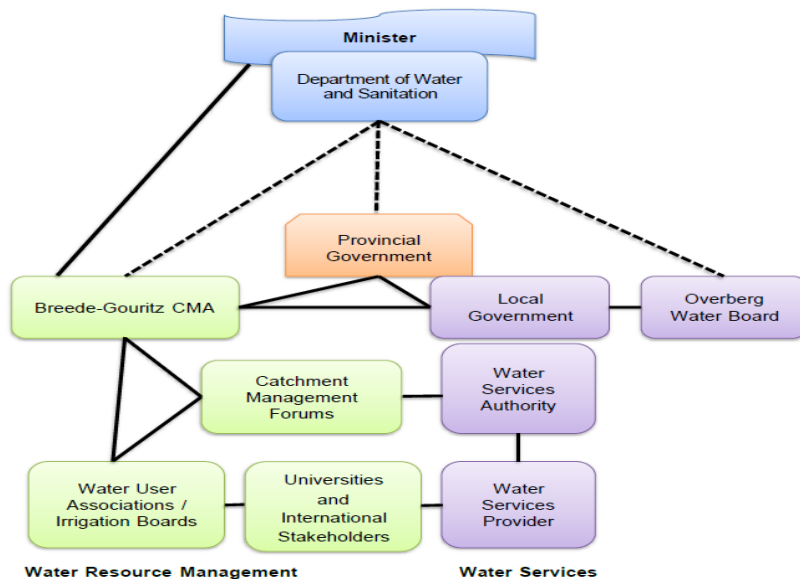 Minister
Department of Water
and Sanitation
Provincial
Government
Breede-Gouritz CMA
Local
Government
Overberg
Water Board
Catchment
Management
Forums
Water
Services
Authority
Water User
Associations /
Irrigation Boards
Universities
and
International
Stakeholders
Water
Services
Provider
Water Resource Management
Water Services